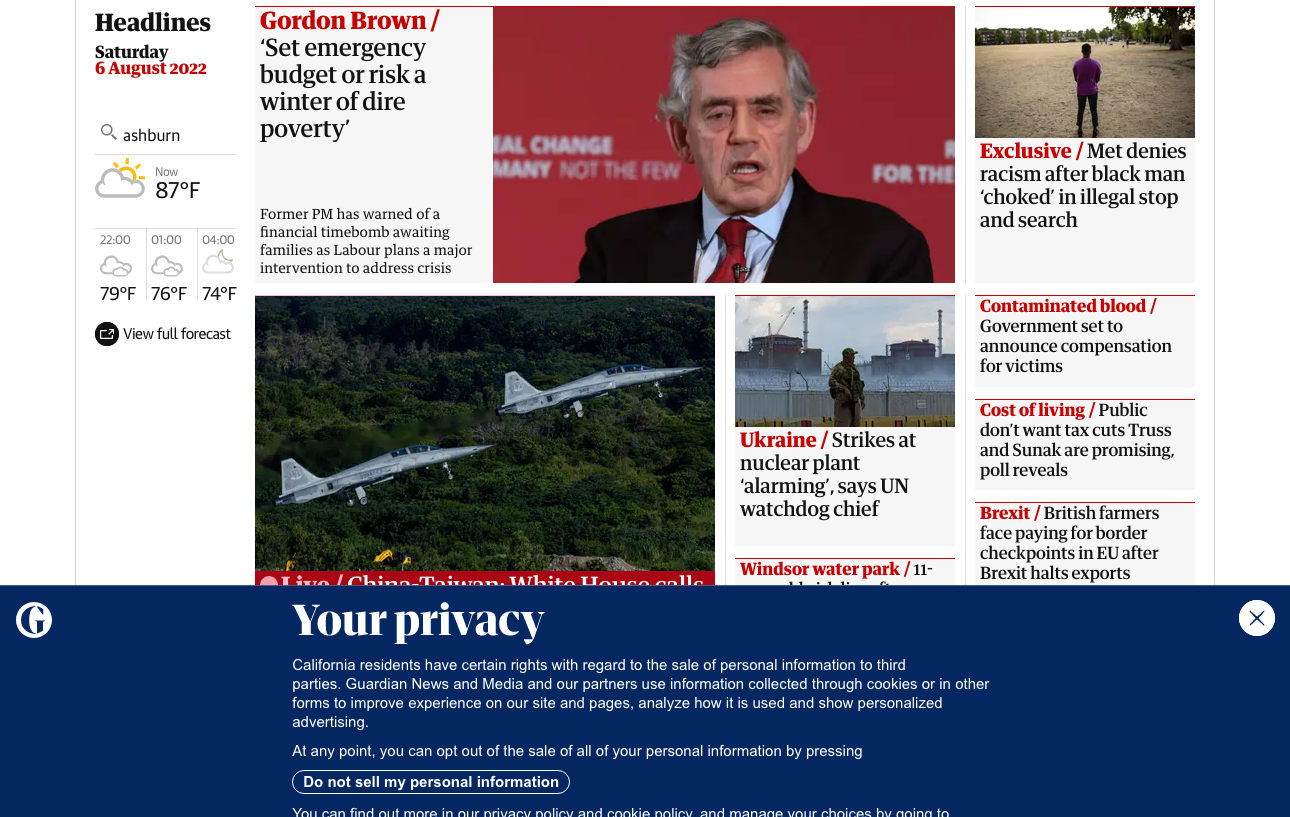 Headlines
Saturday
6 August 2022
ashburn
Now
87°F
22:00
01:00
04:00
79°F
76°F
74°F
View full forecast
Gordon Brown /
‘Set emergency
budget or risk a
winter of dire
poverty’
Former PM has warned of a
financial timebomb awaiting
families as Labour plans a major
intervention to address crisis
EAL CHANGE
MANY NOT THE FEW
FOR THE
Exclusive / Met denies
racism after black man
‘choked’ in illegal stop
and search
Live / China-Taiwan: White House calls
Ukraine / Strikes at
nuclear plant
‘alarming’, says UN
watchdog chief
Windsor water park / 11-
Contaminated blood /
Government set to
announce compensation
for victims
Cost of living / Public
don’t want tax cuts Truss
and Sunak are promising,
poll reveals
Brexit / British farmers
face paying for border
checkpoints in EU after
Brexit halts exports
Your privacy
California residents have certain rights with regard to the sale of personal information to third
parties. Guardian News and Media and our partners use information collected through cookies or in other
forms to improve experience on our site and pages, analyze how it is used and show personalized
advertising.
At any point, you can opt out of the sale of all of your personal information by pressing
Do not sell my personal information
You can find out more in our privacy policy and cookie policy, and manage your choices by going to